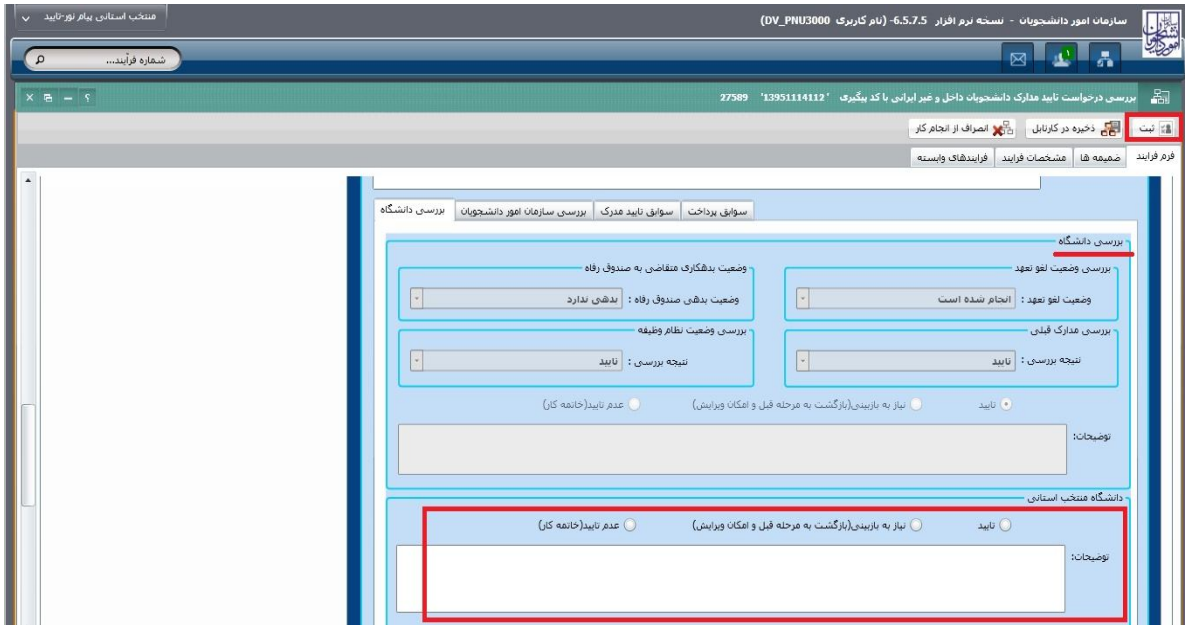 سازمان امور دانشجویان - نسخه نرم افزار 6.5.7.5- (نام کاربری DV_PNU3000)
منتخب استانی پیام نور-تایید
شماره فرآیند...
بررسی درخواست تایید مدارک دانشجویان داخل و غیر ایرانی با کد پیگیری '13951114112' 27589
ثبت ذخیره در کارتابل انصراف از انجام کار
فرم فرایند ضمیمه ها مشخصات فرایند فرایندهای وابسته
سوابق پرداخت سوابق تایید مدرک بررسی سازمان امور دانشجویان بررسی دانشگاه
بررسی دانشگاه
بررسی وضعیت لغو تعهد وضعیت بدهکاری متقاضی به صندوق رفاه
وضعیت لغو تعهد : انجام شده است وضعیت بدهی صندوق رفاه : بدهی ندارد
بررسی مدارک قبلی بررسی وضعیت نظام وظیفه
نتیجه بررسی : تایید نتیجه بررسی : تایید
تایید نیاز به بازبینی(بازگشت به مرحله قبل و امکان ویرایش) عدم تایید(خاتمه کار)
توضیحات:
دانشگاه منتخب استانی
تایید نیاز به بازبینی(بازگشت به مرحله قبل و امکان ویرایش) عدم تایید(خاتمه کار)
توضیحات: